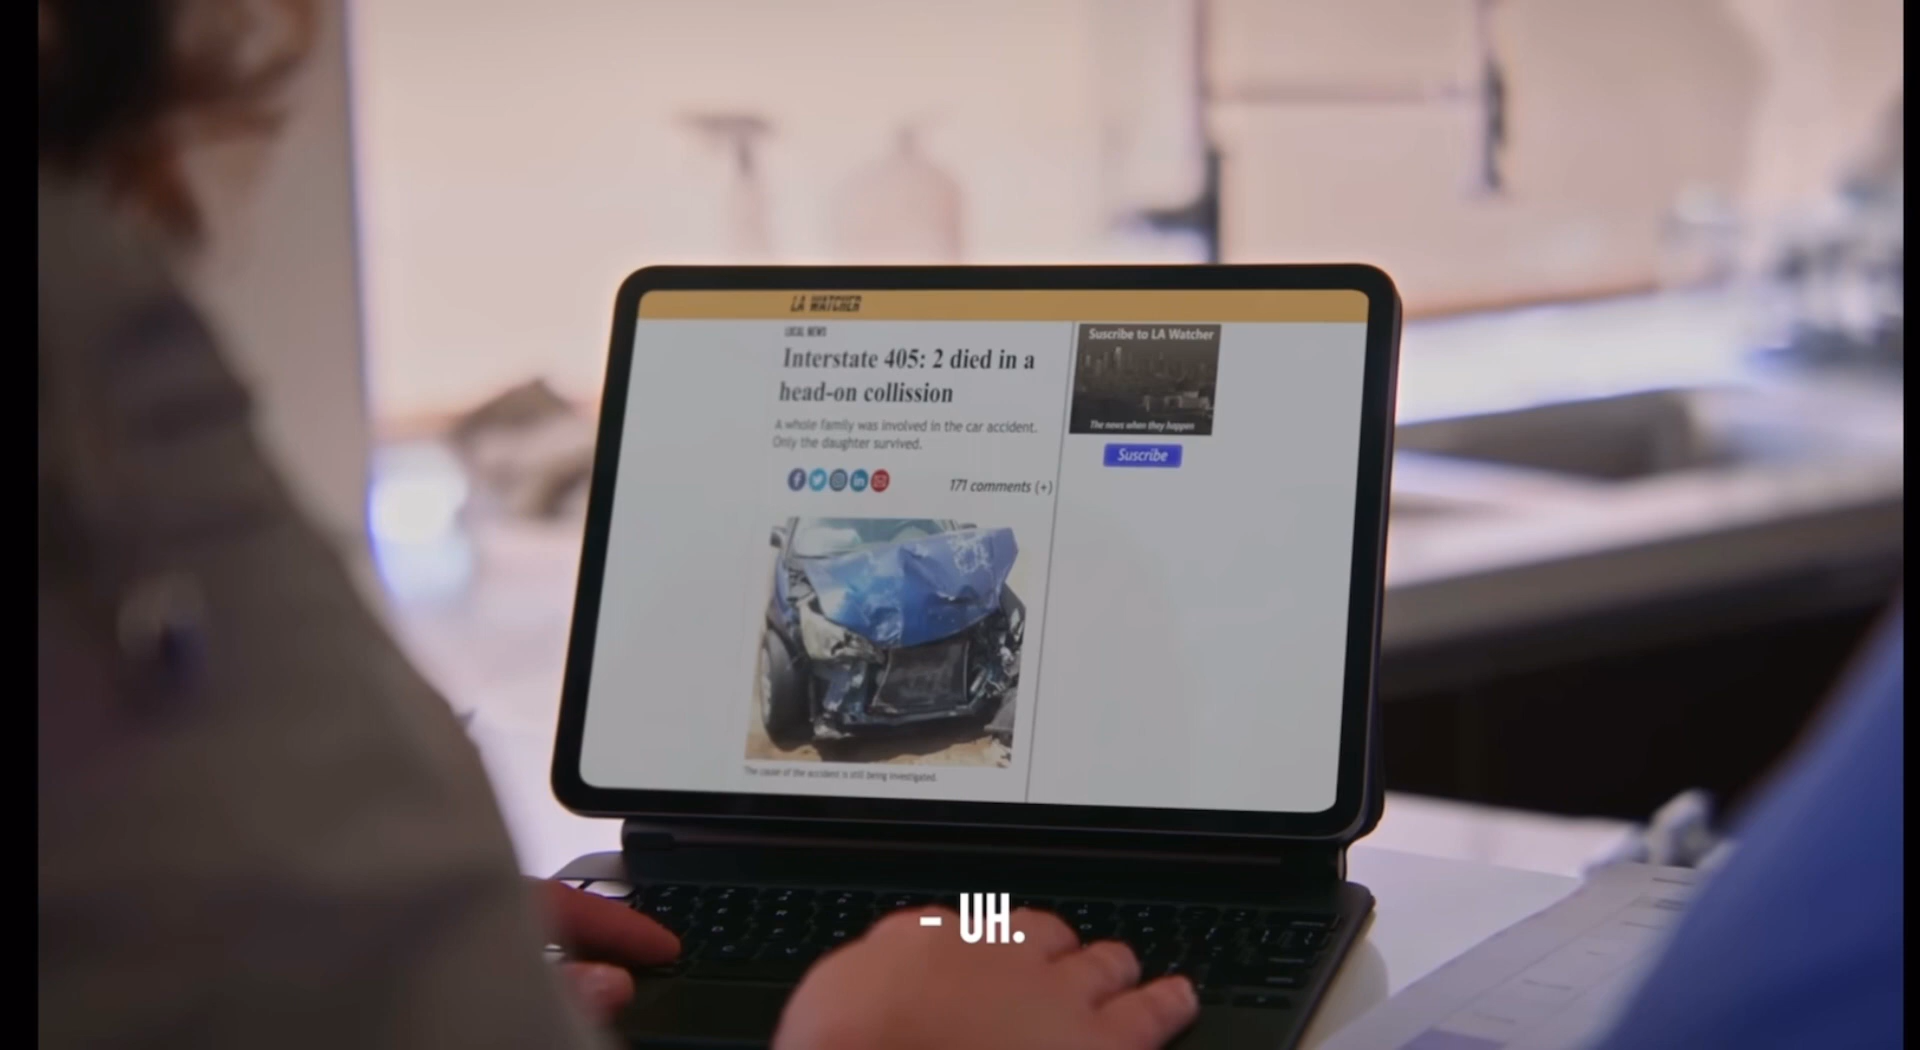 LA WATCHER
LOCAL NEWS
Interstate 405: 2 died in a
head-on collission
A whole family was involved in the car accident.
Only the daughter survived.
171 comments (+)
The cause of the accident is still being investigated.
Suscribe to LA Watcher
The news when they happen
Suscribe
- UH.